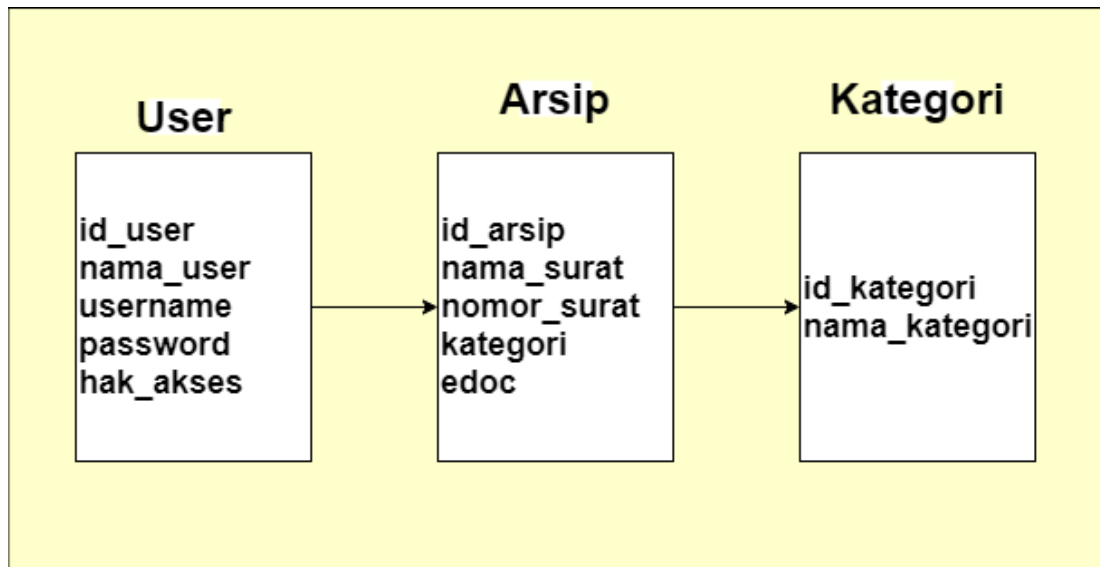 User
id_user
nama_user
username
password
hak_akses
Arsip
id_arsip
nama_surat
nomor_surat
kategori
edoc
Kategori
id_kategori
nama_kategori